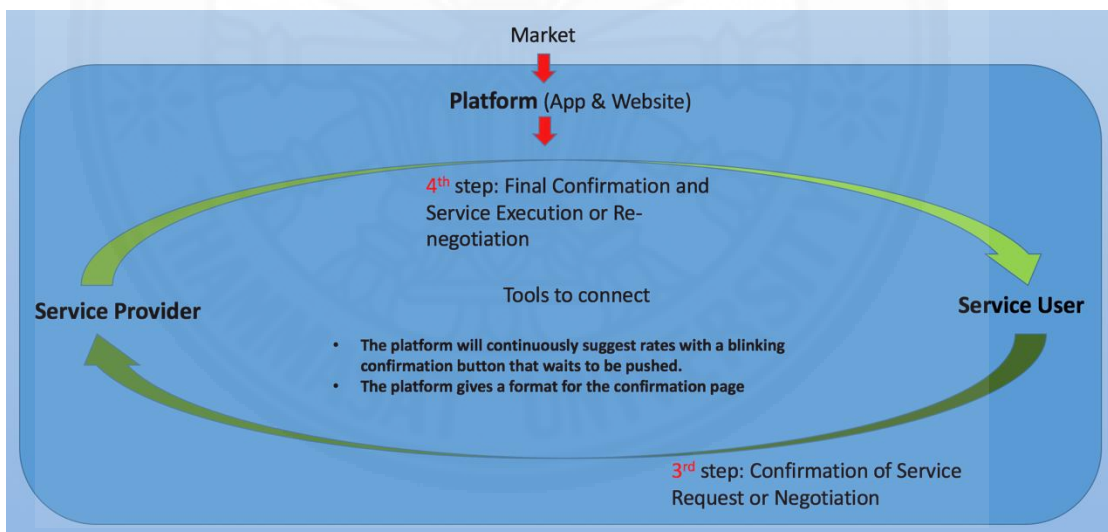 Market
Platform (App & Website)
4th step: Final Confirmation and
Service Execution or Re-
negotiation
Tools to connect
Service Provider
Service User
• The platform will continuously suggest rates with a blinking
confirmation button that waits to be pushed.
• The platform gives a format for the confirmation page
3rd step: Confirmation of Service
Request or Negotiation
THAMMASAT UNIVERSITY